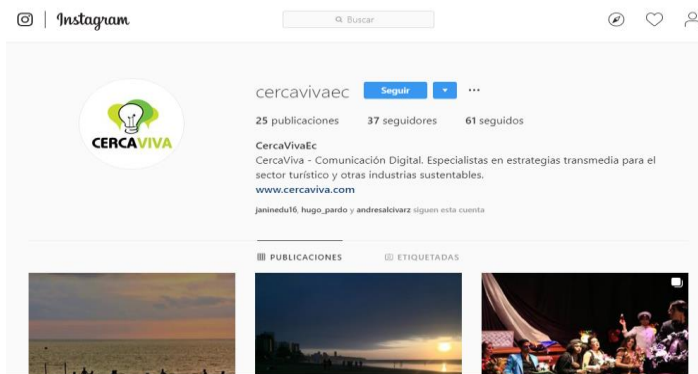 Instagram
Buscar
cercavivaec Seguir
25 publicaciones 37 seguidores 61 seguidos
CercaVivaEc
CercaViva - Comunicación Digital. Especialistas en estrategias transmedia para el
sector turístico y otras industrias sustentables.
www.cercaviva.com
janinedu16, hugo_pardo y andresalcivarz siguen esta cuenta
CERCAVIVA
PUBLICACIONES ETIQUETADAS